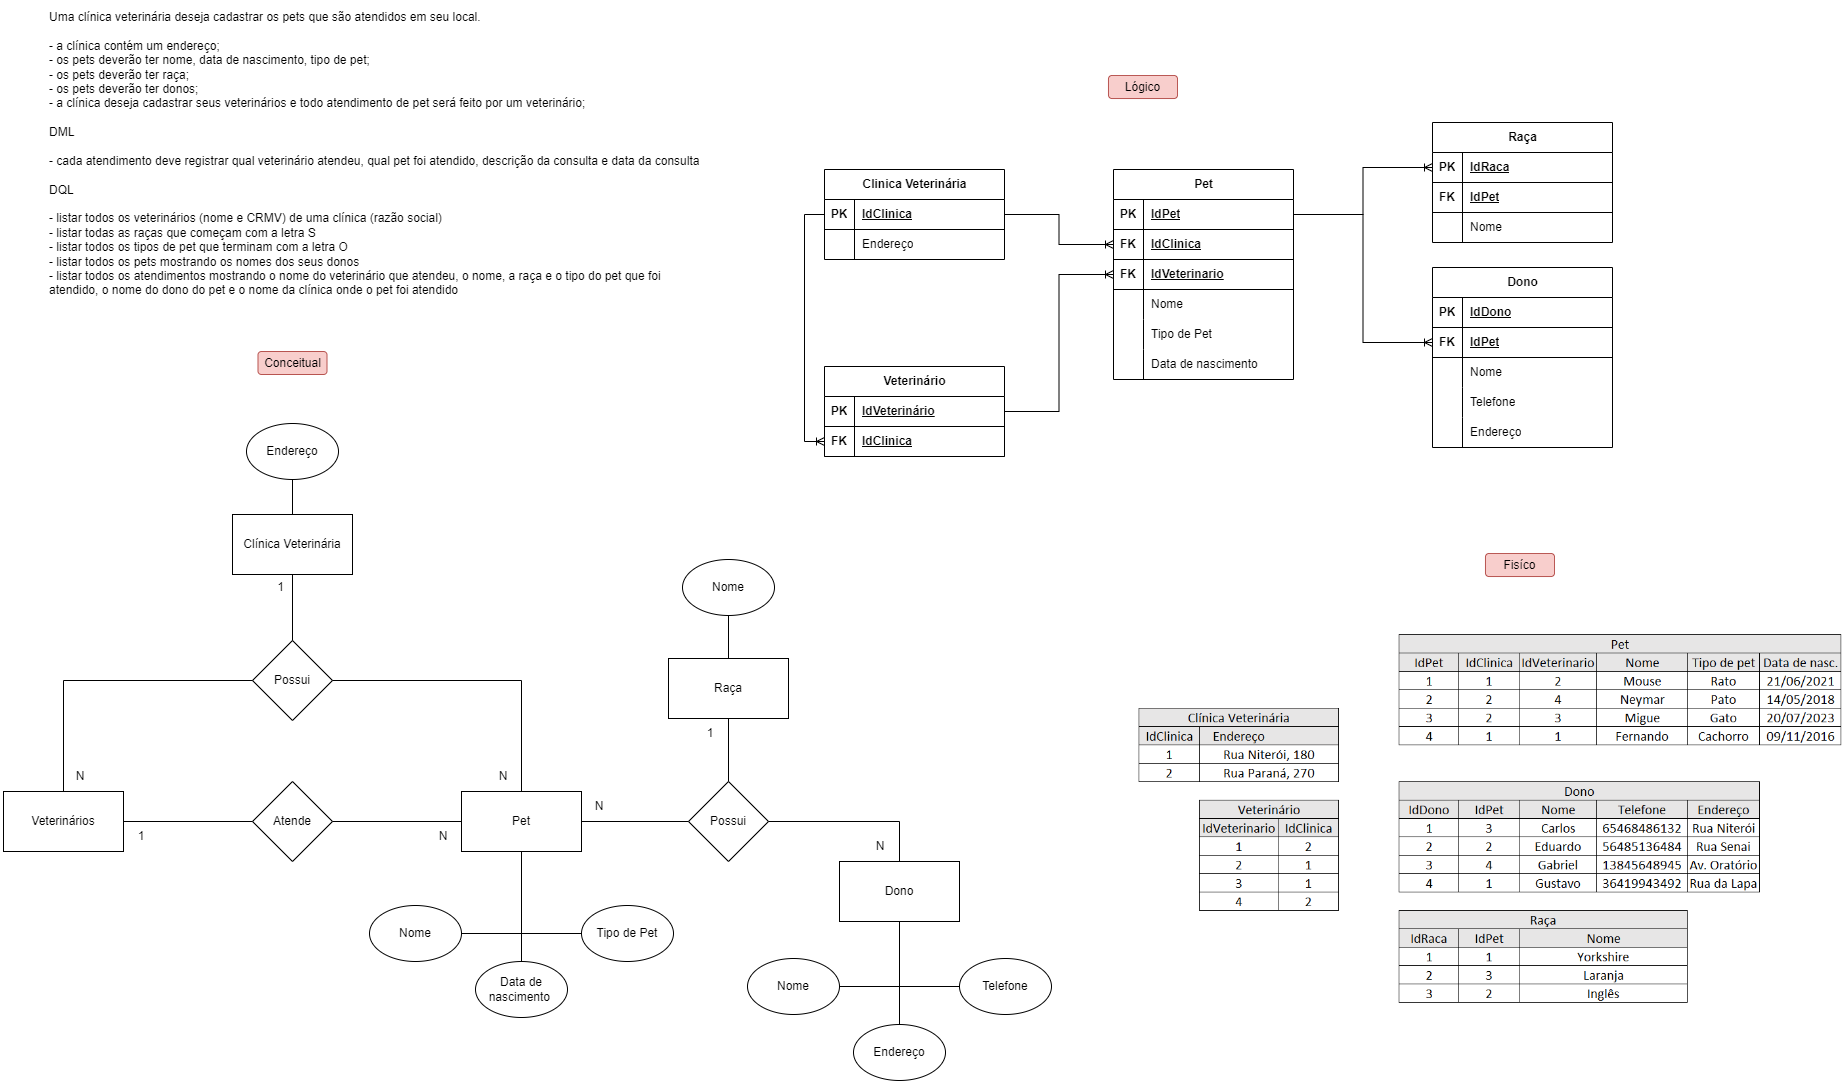 Uma clínica veterinária deseja cadastrar os pets que são atendidos em seu local.
- a clínica contém um endereço;
- os pets deverão ter nome, data de nascimento, tipo de pet;
- os pets deverão ter raça;
- os pets deverão ter donos;
- a clínica deseja cadastrar seus veterinários e todo atendimento de pet será feito por um veterinário;
DML
- cada atendimento deve registrar qual veterinário atendeu, qual pet foi atendido, descrição da consulta e data da consulta
DQL
- listar todos os veterinários (nome e CRMV) de uma clínica (razão social)
- listar todas as raças que começam com a letra S
- listar todos os tipos de pet que terminam com a letra O
- listar todos os pets mostrando os nomes dos seus donos
- listar todos os atendimentos mostrando o nome do veterinário que atendeu, o nome, a raça e o tipo do pet que foi
atendido, o nome do dono do pet e o nome da clínica onde o pet foi atendido
Conceitual
Endereço
Clínica Veterinária
1
Possui
N
N
Veterinários
1
Atende
N
Pet
Nome
Tipo de Pet
Data de
nascimento
N
Nome
Raça
1
Possui
N
Dono
Nome
Telefone
Endereço
Lógico
Clinica Veterinária
PK IdClinica
Endereço
Veterinário
PK IdVeterinário
FK IdClinica
Pet
PK IdPet
FK IdClinica
FK IdVeterinario
Nome
Tipo de Pet
Data de nascimento
Raça
PK IdRaca
FK IdPet
Nome
Dono
PK IdDono
FK IdPet
Nome
Telefone
Endereço
Fisíco
Clínica Veterinária
IdClinica Endereço
1 Rua Niterói, 180
2 Rua Paraná, 270
Veterinário
IdVeterinario IdClinica
1 2
2 1
3 1
4 2
Pet
IdPet IdClinica IdVeterinario Nome Tipo de pet Data de nasc.
1 1 2 Mouse Rato 21/06/2021
2 2 4 Neymar Pato 14/05/2018
3 2 3 Migue Gato 20/07/2023
4 1 1 Fernando Cachorro 09/11/2016
Dono
IdDono IdPet Nome Telefone Endereço
1 3 Carlos 65468486132 Rua Niterói
2 2 Eduardo 56485136484 Rua Senai
3 4 Gabriel 13845648945 Av. Oratório
4 1 Gustavo 36419943492 Rua da Lapa
Raça
IdRaca IdPet Nome
1 1 Yorkshire
2 3 Laranja
3 2 Inglês